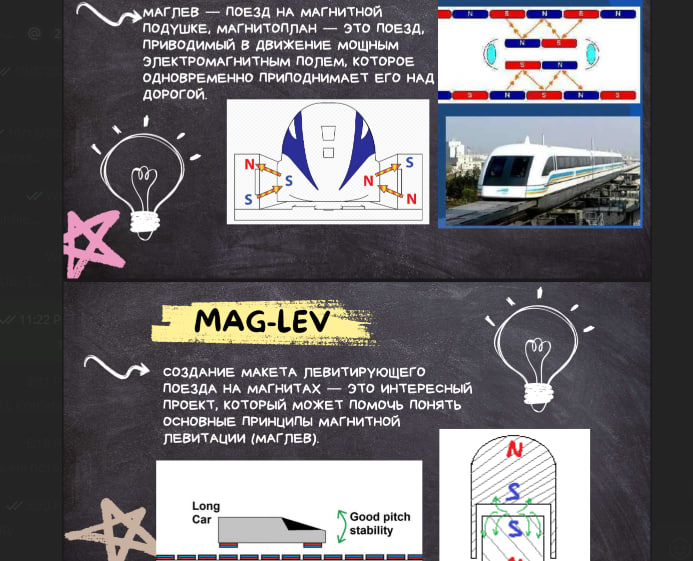 МАГЛЕВ — ПОЕЗД НА МАГНИТНОЙ
ПОДУШКЕ, МАГНИТОПЛАН — ЭТО ПОЕЗД,
ПРИВОДИМЫЙ В ДВИЖЕНИЕ МОЩНЫМ
ЭЛЕКТРОМАГНИТНЫМ ПОЛЕМ, КОТОРОЕ
ОДНОВРЕМЕННО ПРИПОДНИМАЕТ ЕГО НАД
ДОРОГОЙ.
S N S N S
N S
S N
S N S N S
N S N S
S N
MAG-LEV
СОЗДАНИЕ МАКЕТА ЛЕВИТИРУЮЩЕГО
ПОЕЗДА НА МАГНИТАХ — ЭТО ИНТЕРЕСНЫЙ
ПРОЕКТ, КОТОРЫЙ МОЖЕТ ПОМОЧЬ ПОНЯТЬ
ОСНОВНЫЕ ПРИНЦИПЫ МАГНИТНОЙ
ЛЕВИТАЦИИ (МАГЛЕВ).
Long
Car
Good pitch
stability
N
S
S
11:22